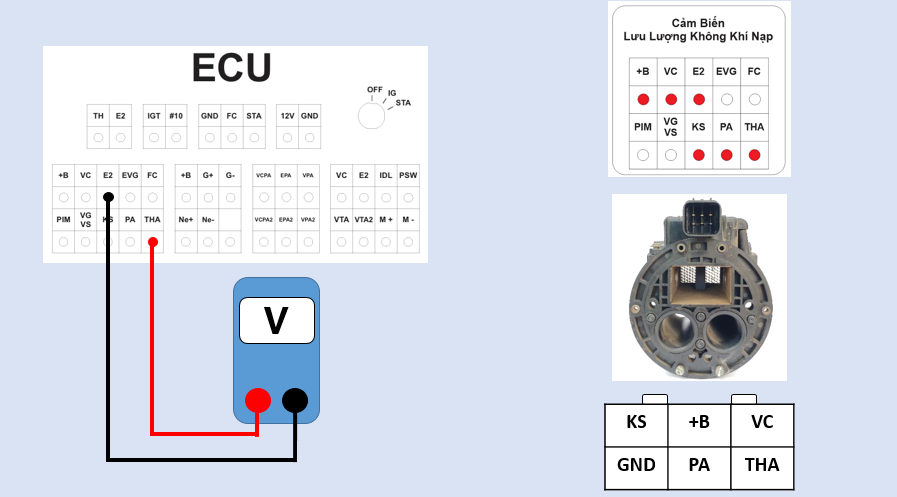 ECU
OFF IG STA
TH E2 IGT #10 GND FC STA 12V GND
+B VC E2 EVG FC +B G+ G- VCPA EPA VPA VC E2 IDL PSW
PIM VG VS KS PA THA Ne+ Ne- VCPA2 EPA2 VPA2 VTA VTA2 M + M -
V
Cảm Biến
Lưu Lượng Không Khí Nạp
+B VC E2 EVG FC
PIM VG VS KS PA THA
KS +B VC
GND PA THA